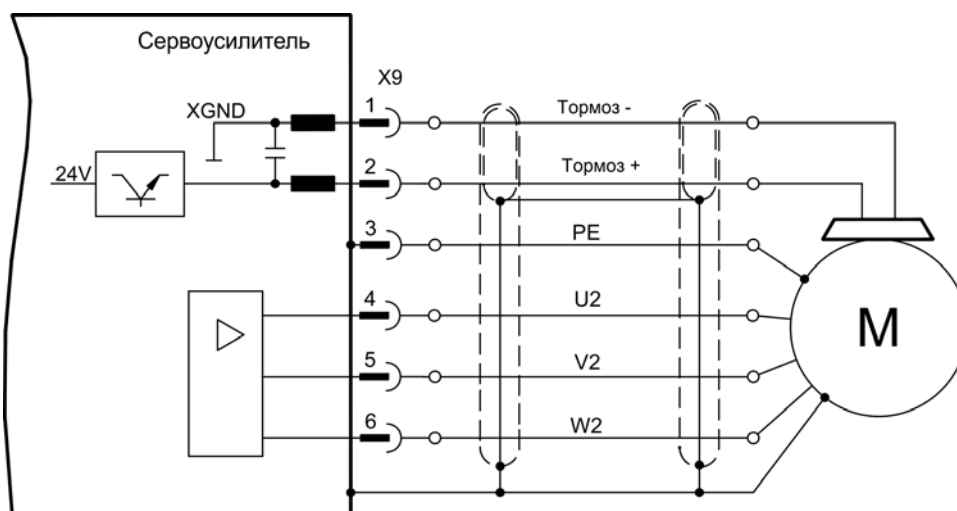 Сервоусилитель
X9
XGND
1
Тормоз -
24V
2
Тормоз +
3
PE
4
U2
M
5
V2
6
W2